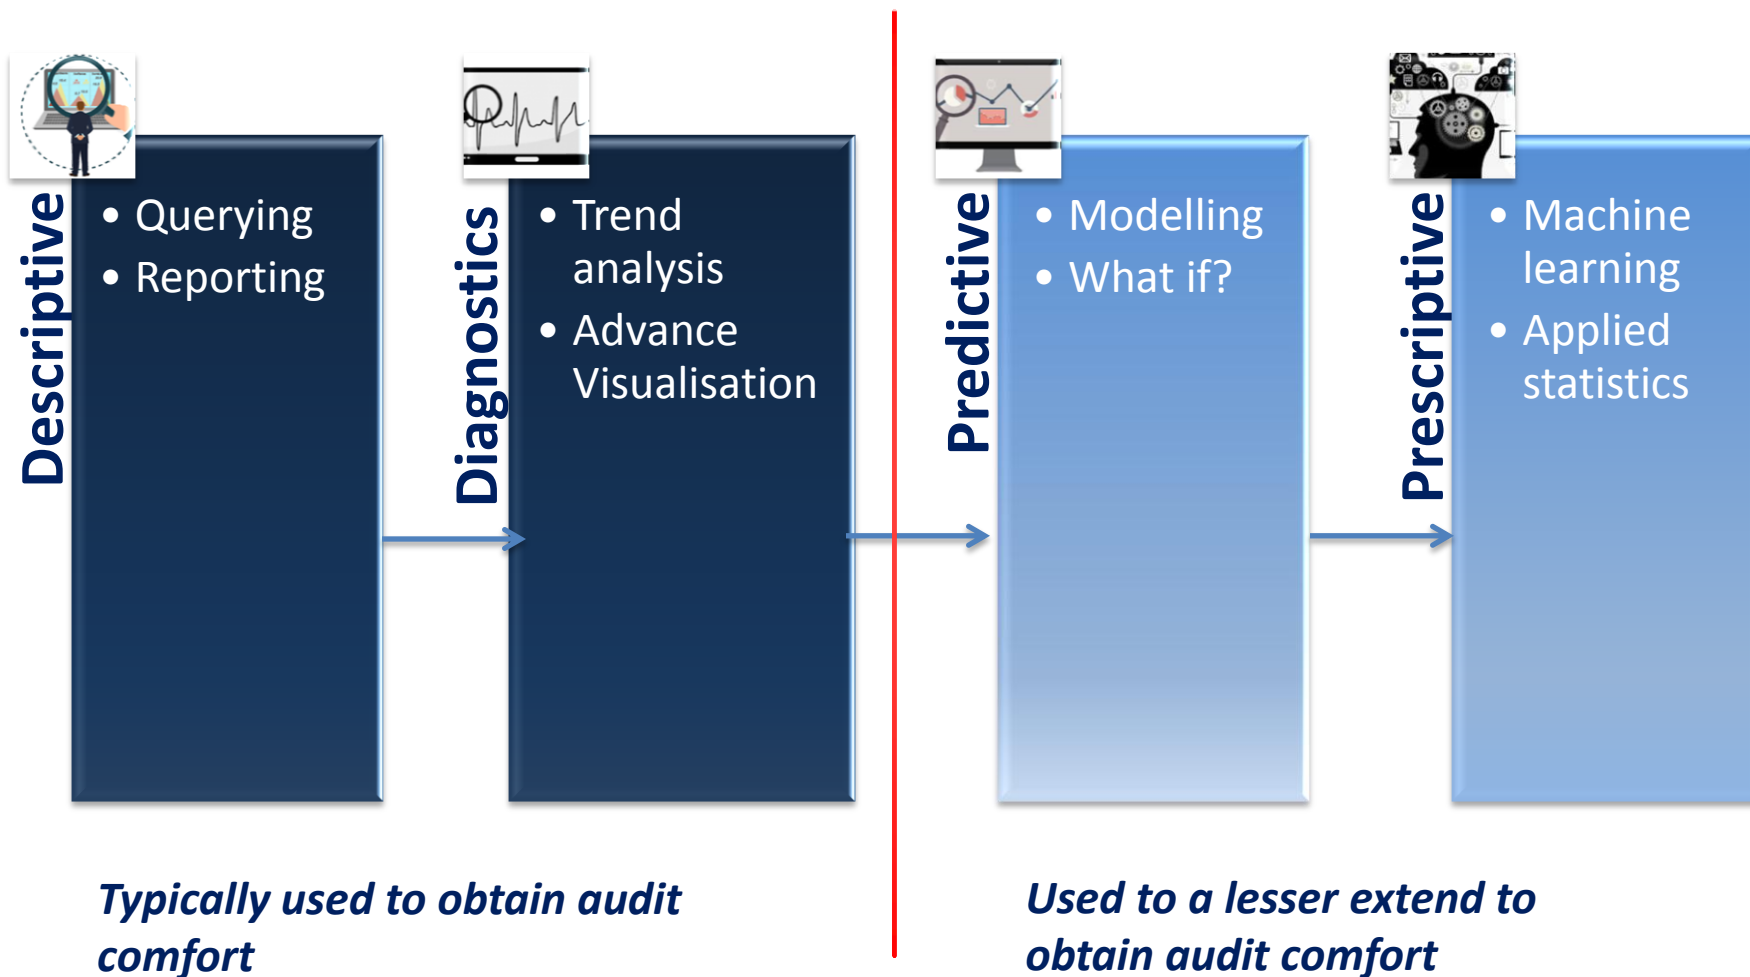 Descriptive
• Querying
• Reporting
Diagnostics
• Trend
analysis
• Advance
Visualisation
Predictive
• Modelling
• What if?
Prescriptive
• Machine
learning
• Applied
statistics
Typically used to obtain audit
comfort
Used to a lesser extend to
obtain audit comfort